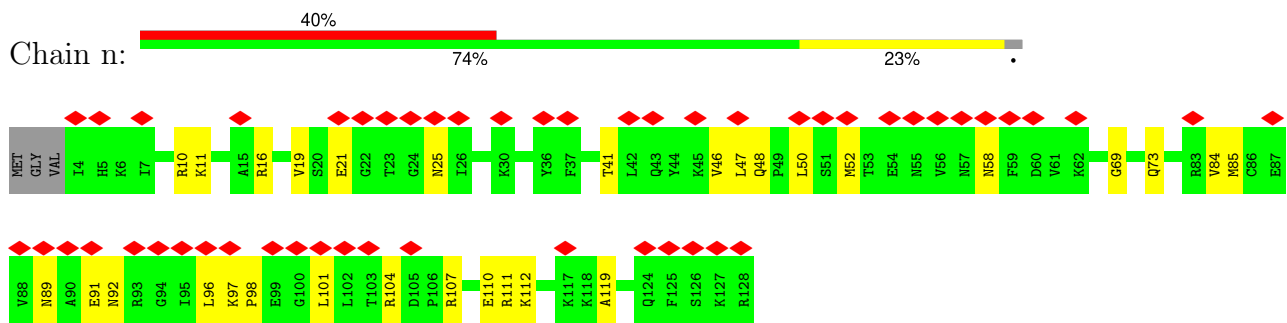 40%
Chain n:
74% 23% •
MET GLY VAL I4 H5 K6 I7 R10 K11 A15 R16 V19 S20 E21 G22 T23 G24 N25 I26 K30 Y36 F37 T41 L42 Q43 Y44 K45 V46 L47 Q48 P49 L50 S51 M52 T53 E54 N55 V56 N57 N58 F59 D60 V61 K62 G69 Q73 R83 V84 M85 C86 E87
V88 N89 A90 E91 N92 R93 G94 I95 L96 K97 P98 E99 G100 L101 L102 T103 R104 D105 P106 R107 E110 R111 K112 K117 K118 A119 Q124 F125 S126 K127 R128